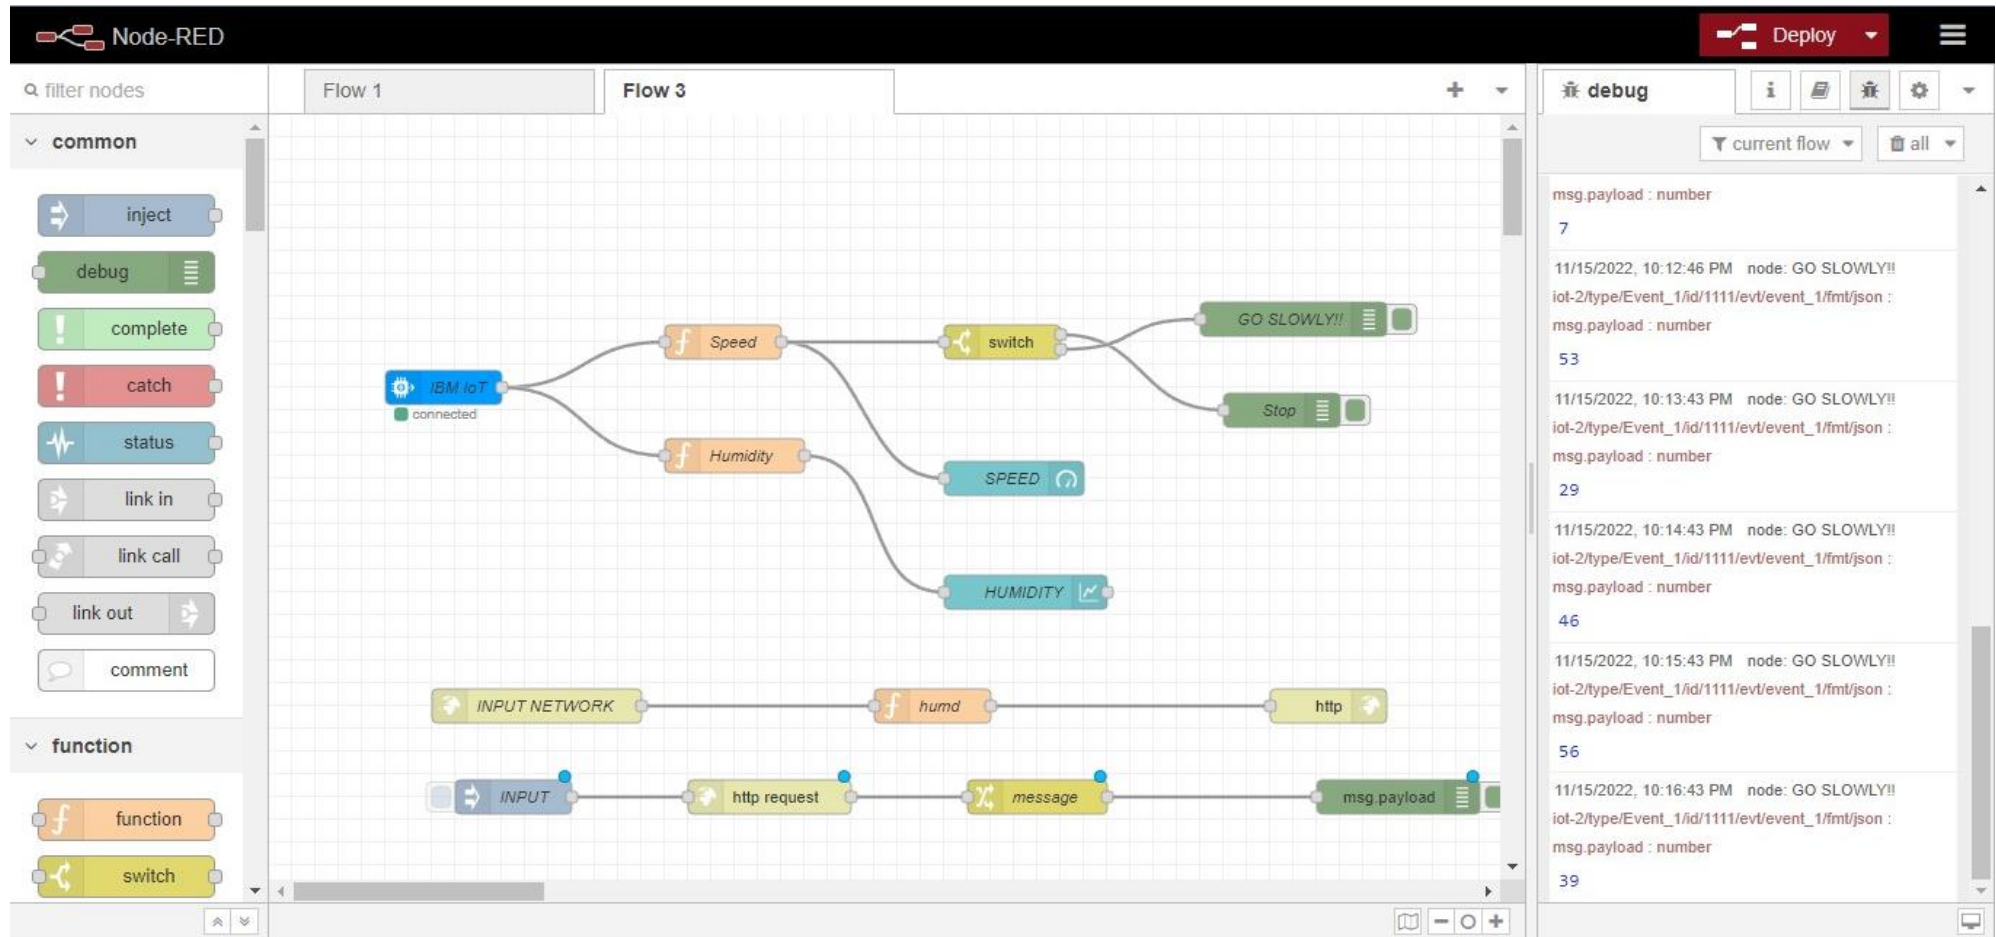 Node-RED
Deploy
filter nodes
Flow 1
Flow 3
debug
i
common
current flow
all
inject
debug
complete
catch
status
link in
link call
link out
comment
function
function
switch
IBM IoT
connected
Speed
Humidity
switch
GO SLOWLY!!
Stop
SPEED
HUMIDITY
INPUT NETWORK
humd
http
INPUT
http request
message
msg.payload
msg.payload : number
7
11/15/2022, 10:12:46 PM node: GO SLOWLY!!
iot-2/type/Event_1/id/1111/evt/event_1/fmt/json :
msg.payload : number
53
11/15/2022, 10:13:43 PM node: GO SLOWLY!!
iot-2/type/Event_1/id/1111/evt/event_1/fmt/json :
msg.payload : number
29
11/15/2022, 10:14:43 PM node: GO SLOWLY!!
iot-2/type/Event_1/id/1111/evt/event_1/fmt/json :
msg.payload : number
46
11/15/2022, 10:15:43 PM node: GO SLOWLY!!
iot-2/type/Event_1/id/1111/evt/event_1/fmt/json :
msg.payload : number
56
11/15/2022, 10:16:43 PM node: GO SLOWLY!!
iot-2/type/Event_1/id/1111/evt/event_1/fmt/json :
msg.payload : number
39